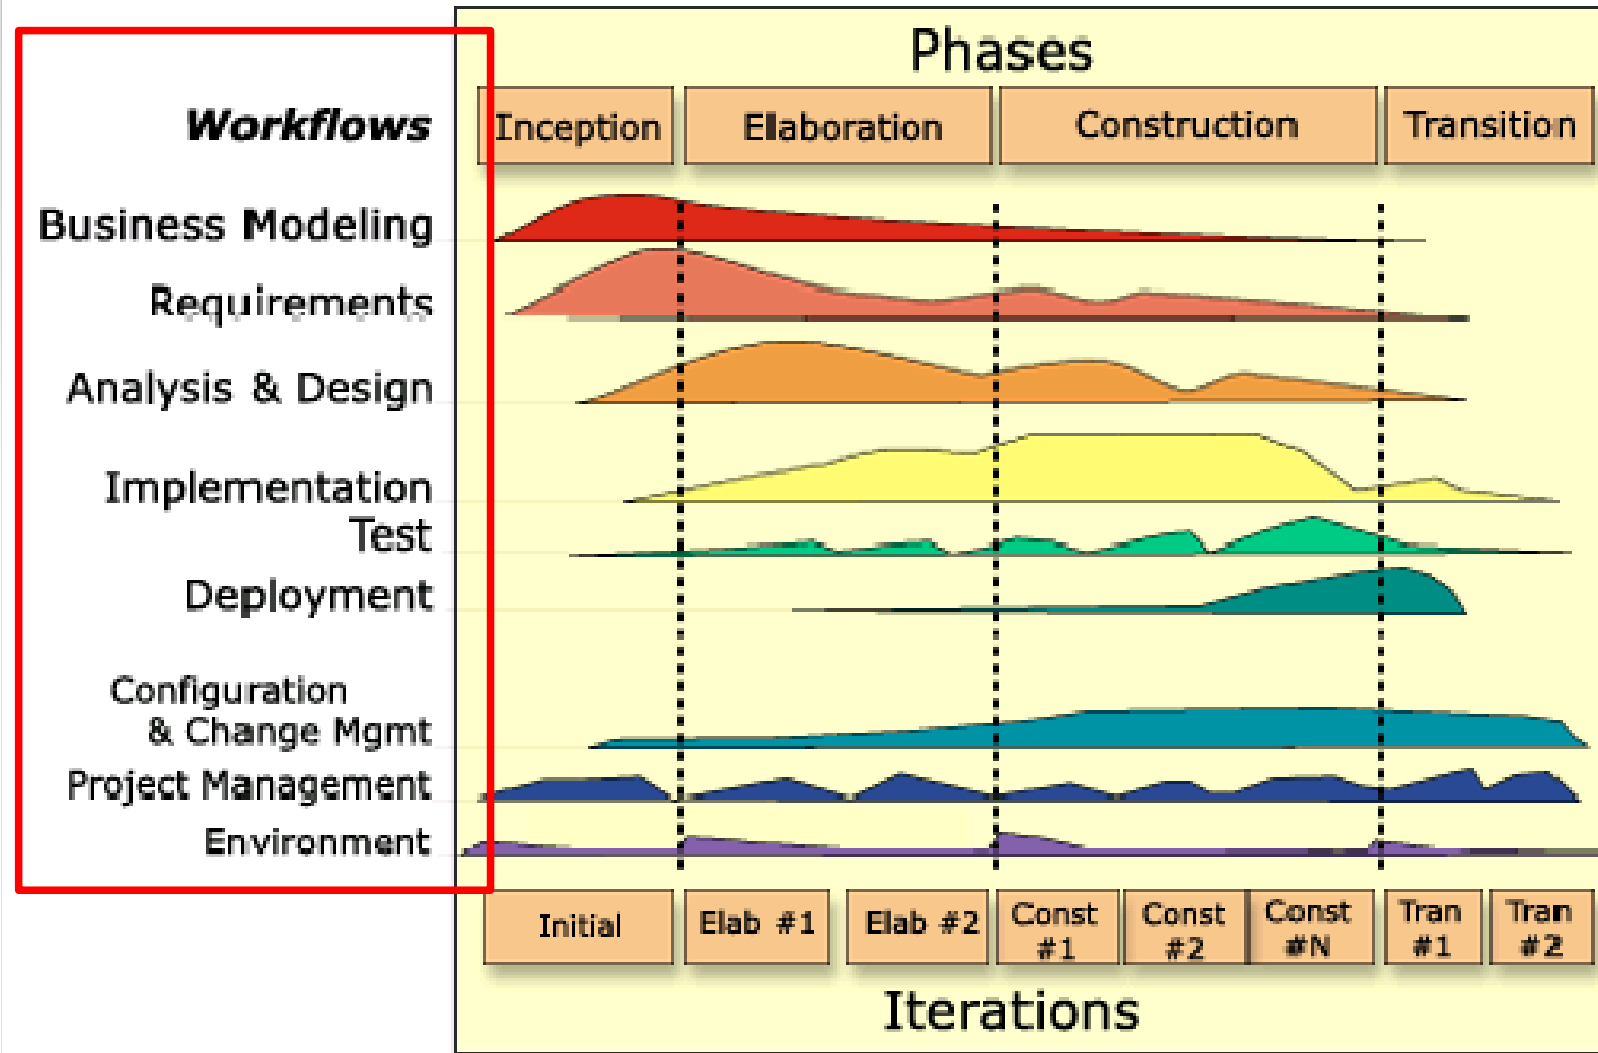 Phases
Workflows
Inception
Elaboration
Construction
Transition
Business Modeling
Requirements
Analysis & Design
Implementation
Test
Deployment
Configuration
& Change Mgmt
Project Management
Environment
Initial
Elab #1
Elab #2
Const
#1
Const
#2
Const
#N
Tran
#1
Tran
#2
Iterations